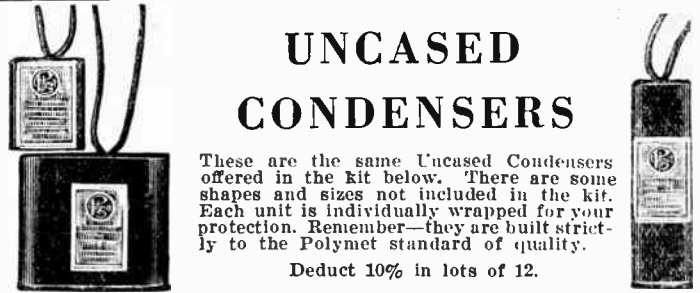 UNCASED
CONDENSERS
These are the same Uncased Condensers
offered in the kit below. There are some
shapes and sizes not included in the kit.
Each unit is individually wrapped for your
protection. Remember—they are built strict-
ly to the Polymet standard of quality.
Deduct 10% in lots of 12.